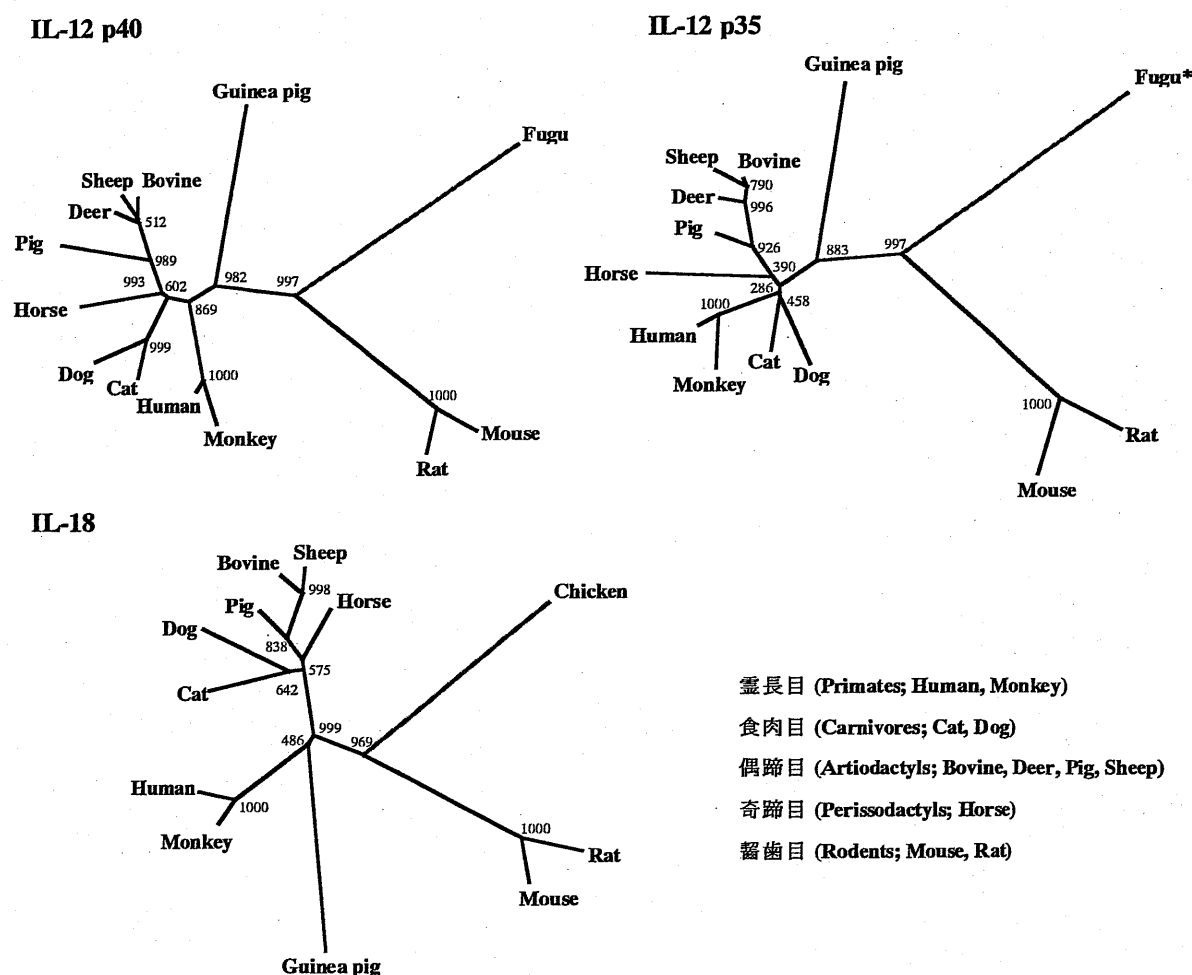 IL-12 p40
Guinea pig
Fugu
Sheep Bovine
Deer
512
Pig
989
993
602
982
997
Horse
869
999
Dog
Cat
1000
Human
Monkey
1000
Mouse
Rat
IL-12 p35
Guinea pig
Fugu*
Sheep
Bovine
790
Deer
996
Pig
926
883
997
390
Horse
286
1000
458
Human
Cat
Dog
Monkey
1000
Rat
Mouse
IL-18
Sheep
Bovine
998
Pig
Horse
Chicken
Dog
838
575
Cat
642
999
486
969
Human
1000
Monkey
1000
Rat
Mouse
Guinea pig
霊長目 (Primates; Human, Monkey)
食肉目 (Carnivores; Cat, Dog)
偶蹄目 (Artiodactyls; Bovine, Deer, Pig, Sheep)
奇蹄目 (Perissodactyls; Horse)
齧歯目 (Rodents; Mouse, Rat)